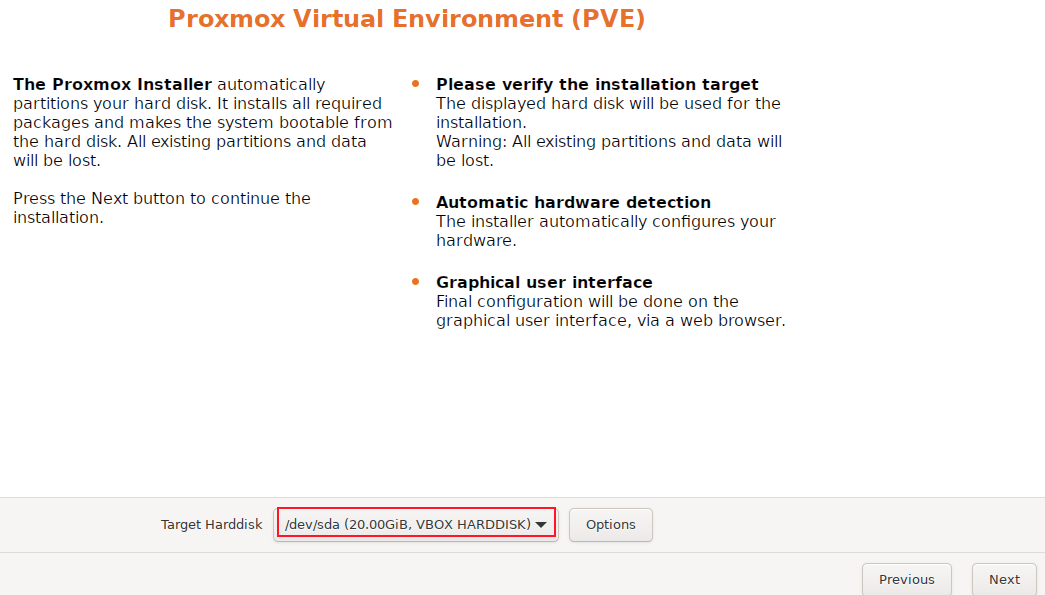 Proxmox Virtual Environment (PVE)
The Proxmox Installer automatically
partitions your hard disk. It installs all required
packages and makes the system bootable from
the hard disk. All existing partitions and data
will be lost.
Press the Next button to continue the
installation.
Please verify the installation target
The displayed hard disk will be used for the
installation.
Warning: All existing partitions and data will
be lost.
Automatic hardware detection
The installer automatically configures your
hardware.
Graphical user interface
Final configuration will be done on the
graphical user interface, via a web browser.
Target Harddisk /dev/sda (20.00GiB, VBOX HARDDISK) Options
Previous Next